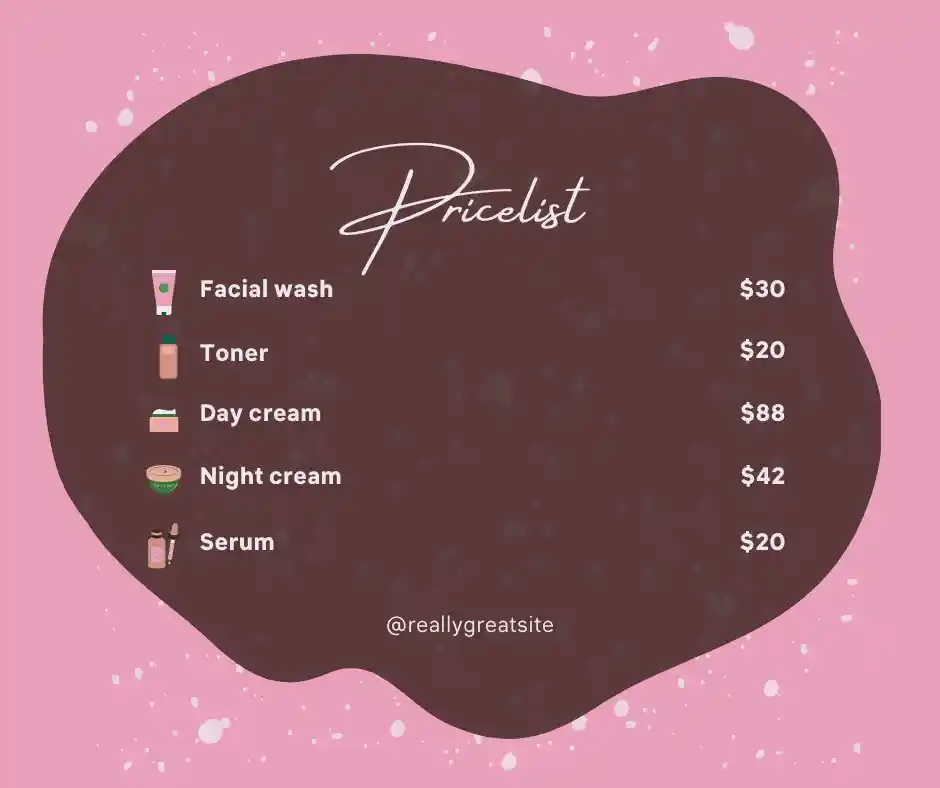 Pricelist
Facial wash $30
Toner $20
Day cream $88
Night cream $42
Serum $20
@reallygreatsite